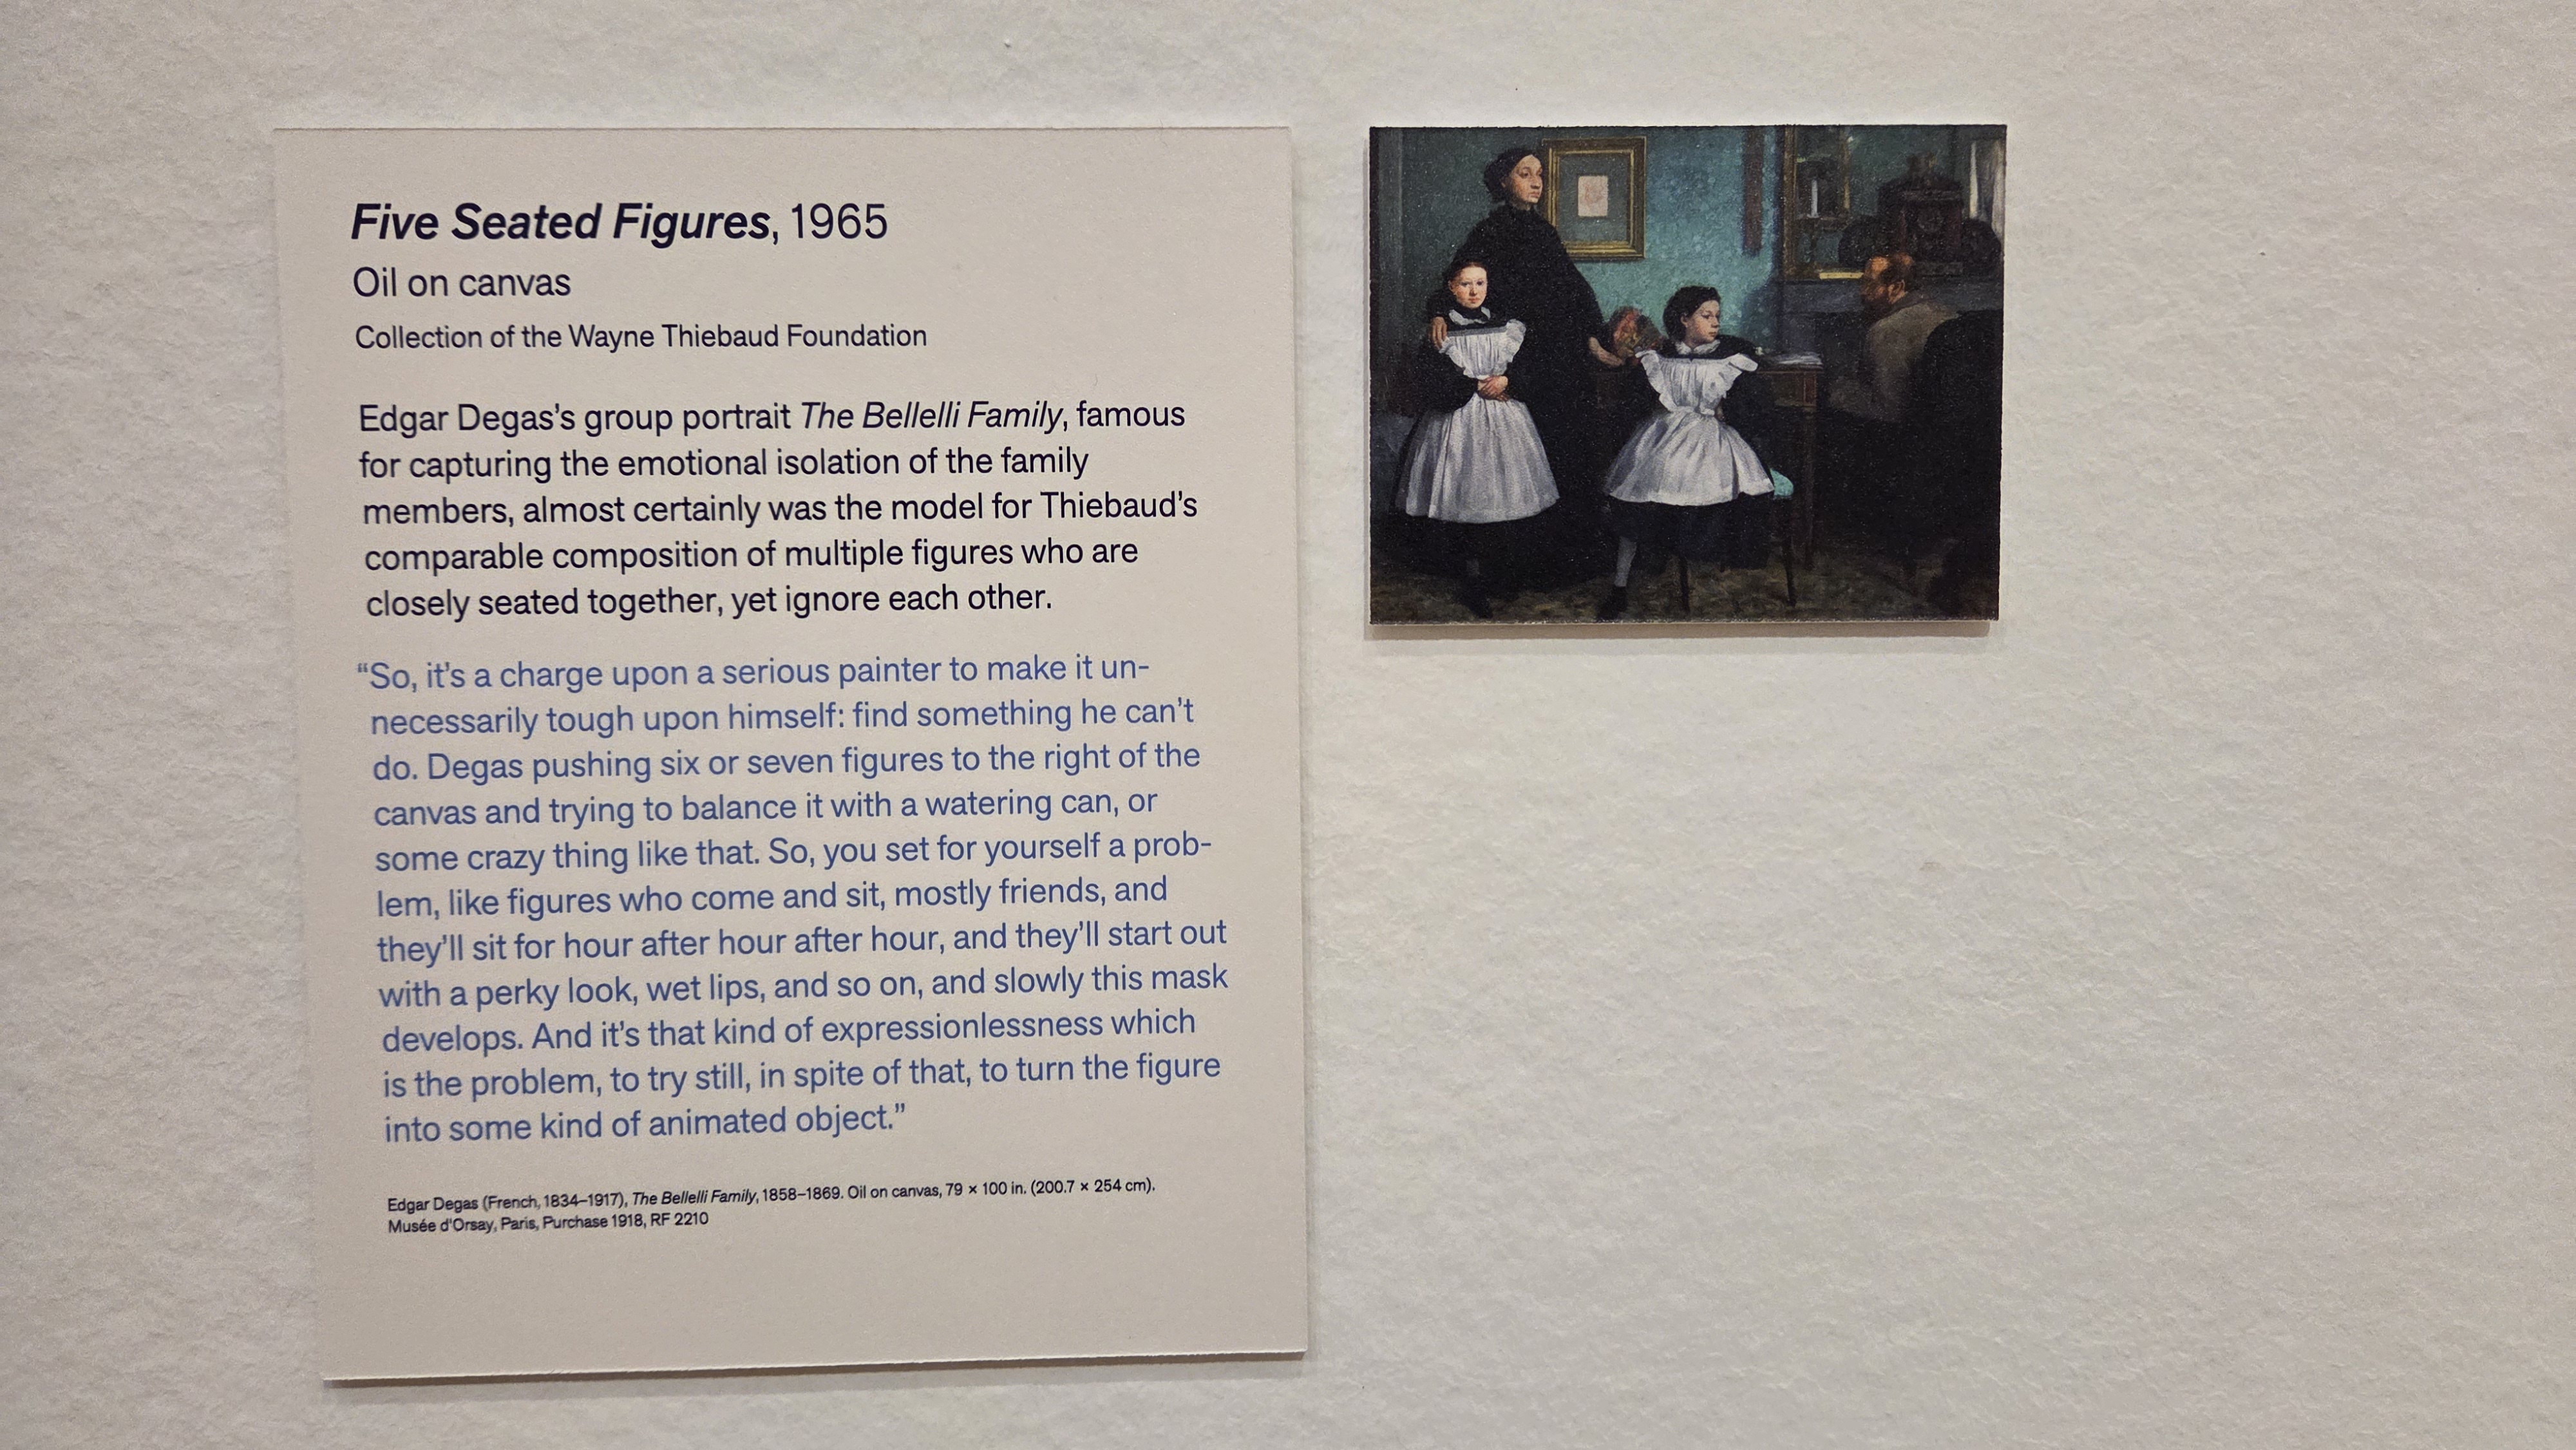 Five Seated Figures, 1965
Oil on canvas
Collection of the Wayne Thiebaud Foundation
Edgar Degas’s group portrait The Bellelli Family, famous
for capturing the emotional isolation of the family
members, almost certainly was the model for Thiebaud’s
comparable composition of multiple figures who are
closely seated together, yet ignore each other.
“So, it’s a charge upon a serious painter to make it un-
necessarily tough upon himself: find something he can’t
do. Degas pushing six or seven figures to the right of the
canvas and trying to balance it with a watering can, or
some crazy thing like that. So, you set for yourself a prob-
lem, like figures who come and sit, mostly friends, and
they’ll sit for hour after hour after hour, and they’ll start out
with a perky look, wet lips, and so on, and slowly this mask
develops. And it’s that kind of expressionlessness which
is the problem, to try still, in spite of that, to turn the figure
into some kind of animated object.”
Edgar Degas (French, 1834–1917), The Bellelli Family, 1858–1869. Oil on canvas, 79 × 100 in. (200.7 × 254 cm).
Musée d'Orsay, Paris, Purchase 1918, RF 2210